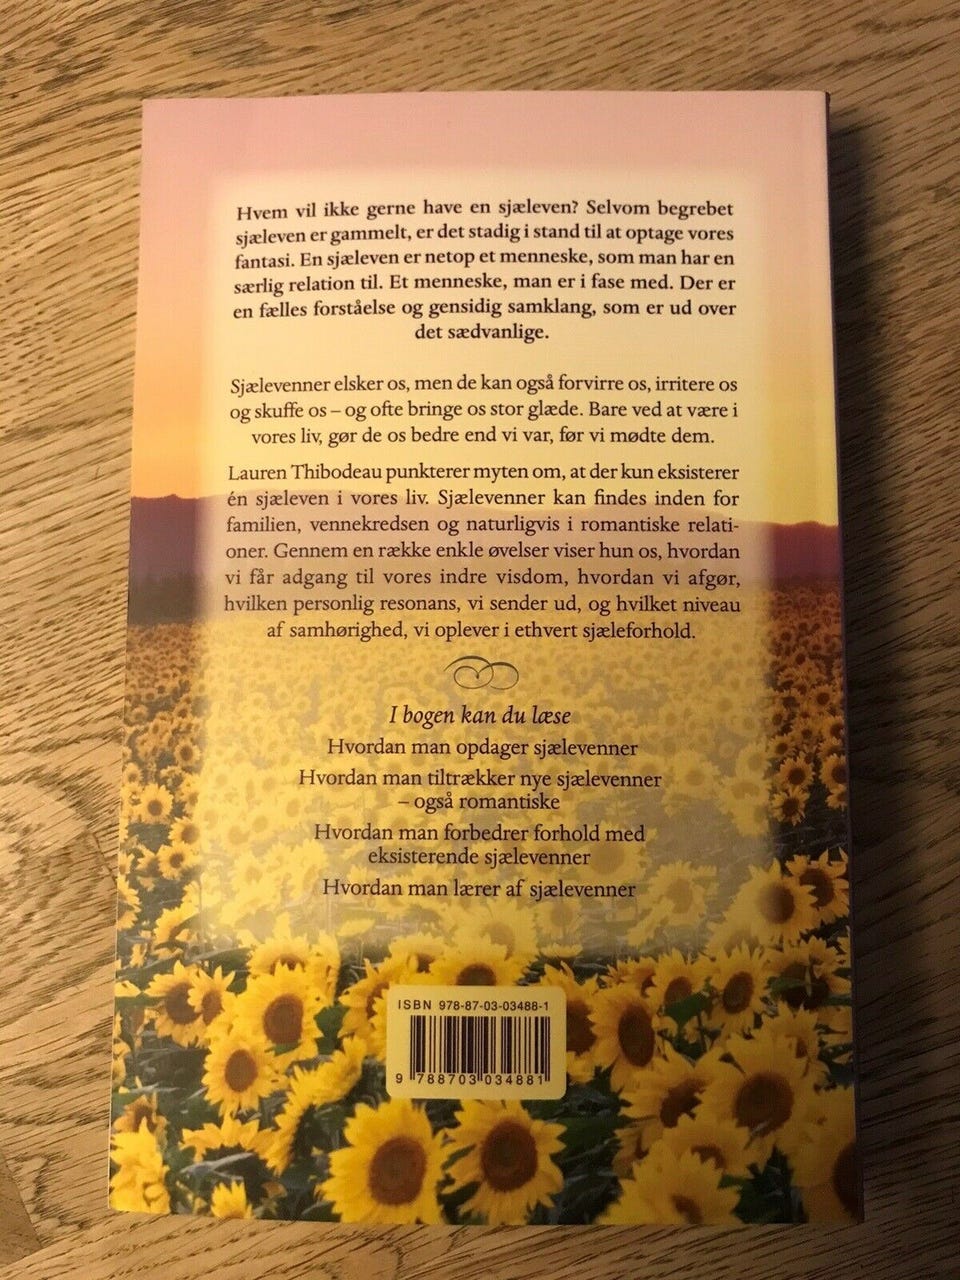 Hvem vil ikke gerne have en sjæleven? Selvom begrebet
sjæleven er gammelt, er det stadig i stand til at optage vores
fantasi. En sjæleven er netop et menneske, som man har en
særlig relation til. Et menneske, man er i fase med. Der er
en fælles forståelse og gensidig samklang, som er ud over
det sædvanlige.
Sjælevenner elsker os, men de kan også forvirre os, irritere os
og skuffe os – og ofte bringe os stor glæde. Bare ved at være i
vores liv, gør de os bedre end vi var, før vi mødte dem.
Lauren Thibodeau punkterer myten om, at der kun eksisterer
én sjæleven i vores liv. Sjælevenner kan findes inden for
familien, vennekredsen og naturligvis i romantiske relati-
oner. Gennem en række enkle øvelser viser hun os, hvordan
vi får adgang til vores indre visdom, hvordan vi afgør,
hvilken personlig resonans, vi sender ud, og hvilket niveau
af samhørighed, vi oplever i ethvert sjæleforhold.
I bogen kan du læse
Hvordan man opdager sjælevenner
Hvordan man tiltrækker nye sjælevenner
– også romantiske
Hvordan man forbedrer forhold med
eksisterende sjælevenner
Hvordan man lærer af sjælevenner
ISBN 978-87-03-03488-1
9 788703 034881